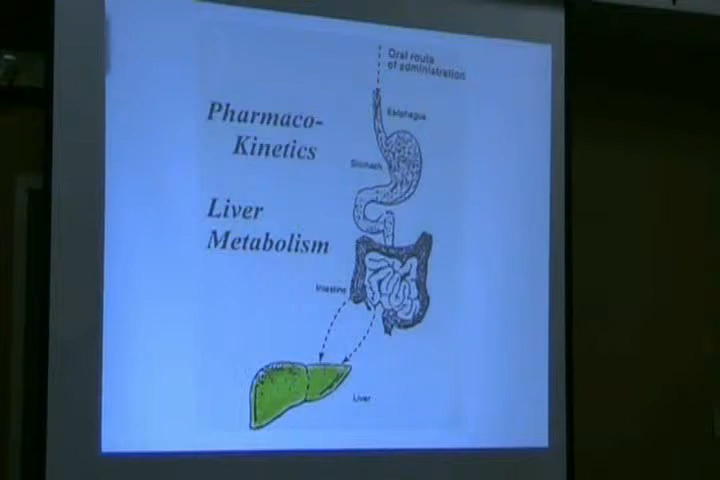 Oral route
of administration
Pharmaco-
Kinetics
Esophagus
Stomach
Liver
Metabolism
Intestine
Liver